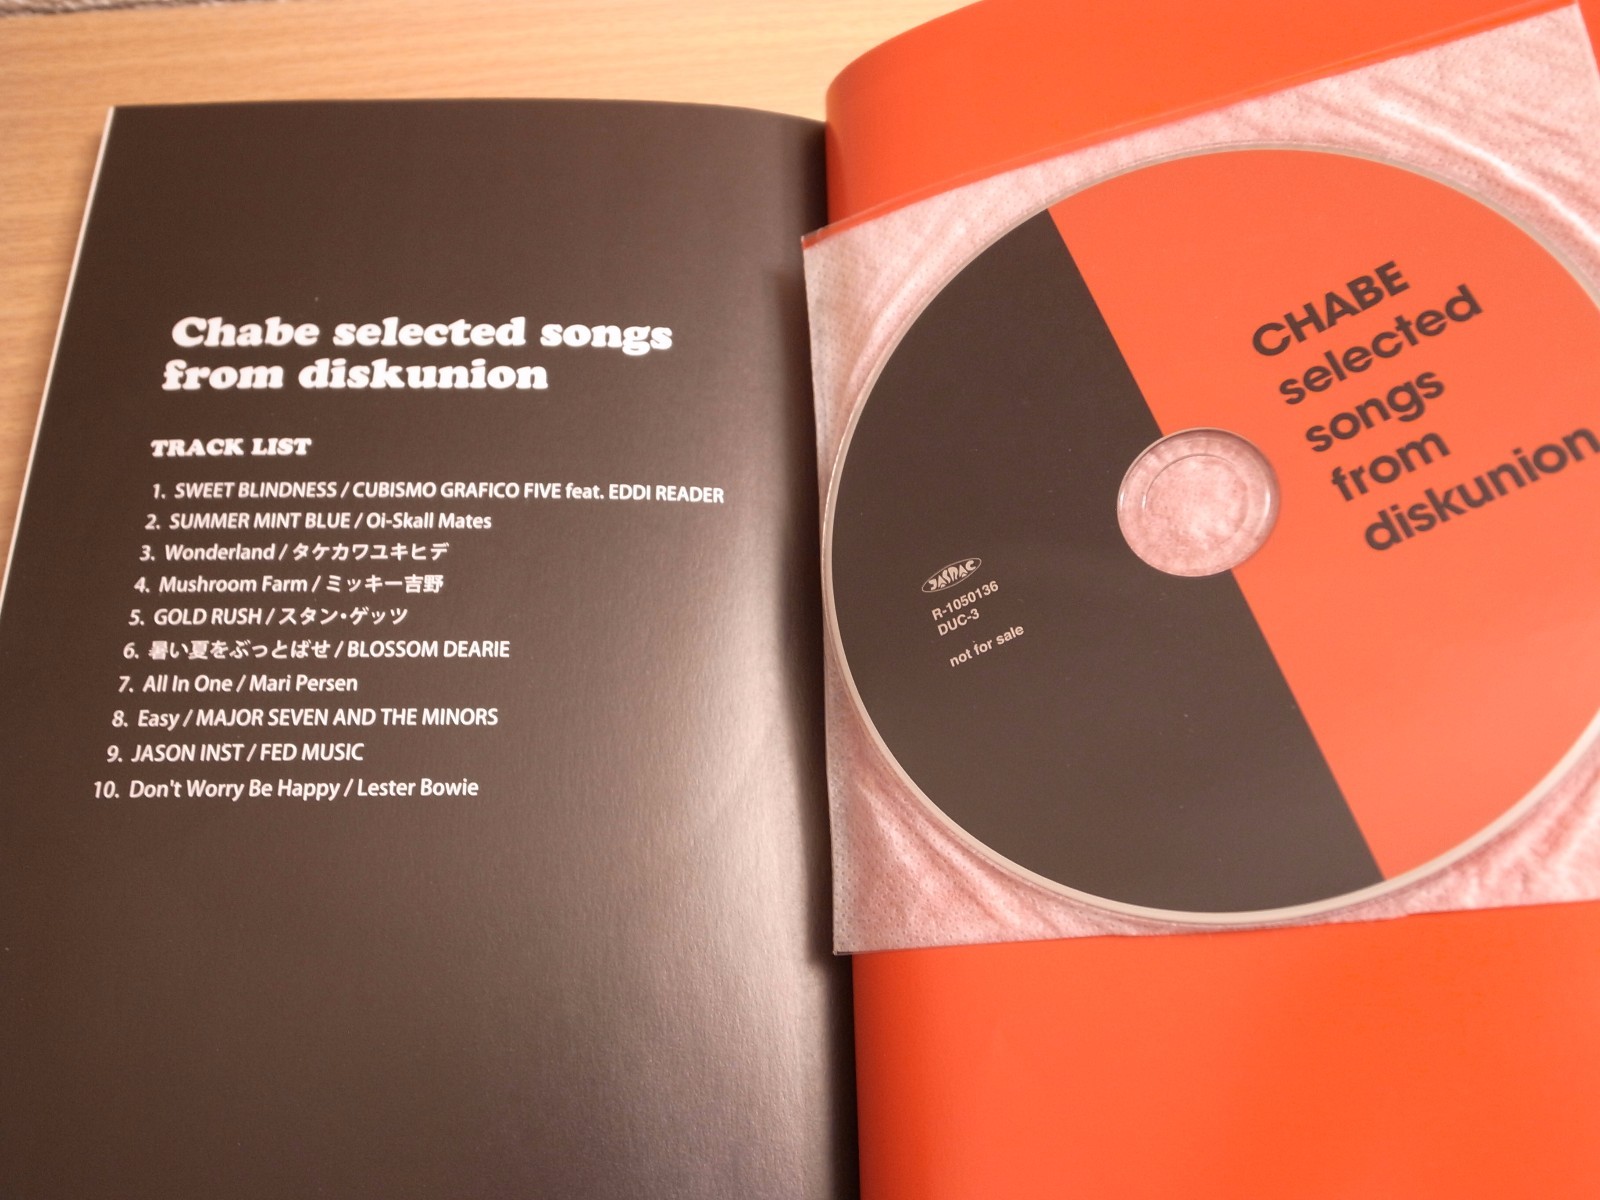 Chabe selected songs
from diskunion
TRACK LIST
1. SWEET BLINDNESS / CUBISMO GRAFICO FIVE feat. EDDI READER
2. SUMMER MINT BLUE / Oi-Skall Mates
3. Wonderland / タケカワユキヒデ
4. Mushroom Farm / ミッキー吉野
5. GOLD RUSH / スタン・ゲッツ
6. 暑い夏をぶっとばせ / BLOSSOM DEARIE
7. All In One / Mari Persen
8. Easy / MAJOR SEVEN AND THE MINORS
9. JASON INST / FED MUSIC
10. Don't Worry Be Happy / Lester Bowie
CHABE
selected
songs
from
diskunion
JASRAC
R-1050136
DUC-3
not for sale